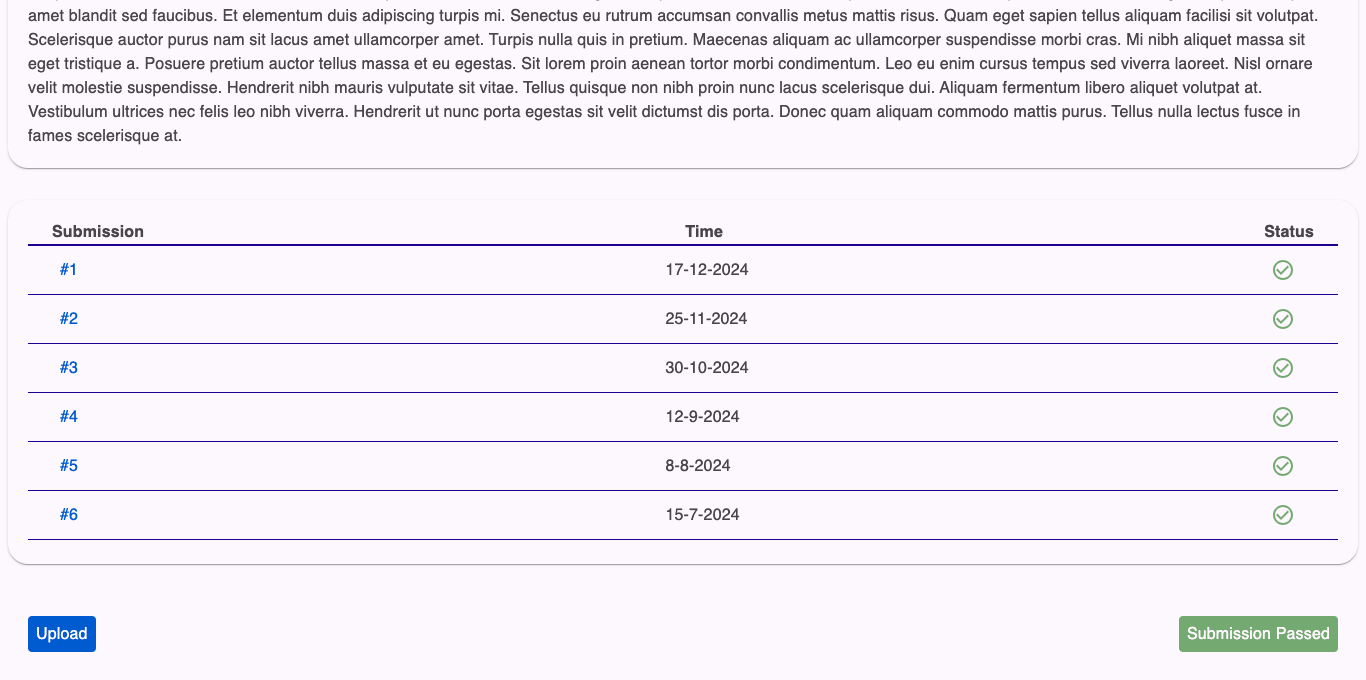 amet blandit sed faucibus. Et elementum duis adipiscing turpis mi. Senectus eu rutrum accumsan convallis metus mattis risus. Quam eget sapien tellus aliquam facilisi sit volutpat.
Scelerisque auctor purus nam sit lacus amet ullamcorper amet. Turpis nulla quis in pretium. Maecenas aliquam ac ullamcorper suspendisse morbi cras. Mi nibh aliquet massa sit
eget tristique a. Posuere pretium auctor tellus massa et eu egestas. Sit lorem proin aenean tortor morbi condimentum. Leo eu enim cursus tempus sed viverra laoreet. Nisl ornare
velit molestie suspendisse. Hendrerit nibh mauris vulputate sit vitae. Tellus quisque non nibh proin nunc lacus scelerisque dui. Aliquam fermentum libero aliquet volutpat at.
Vestibulum ultrices nec felis leo nibh viverra. Hendrerit ut nunc porta egestas sit velit dictumst dis porta. Donec quam aliquam commodo mattis purus. Tellus nulla lectus fusce in
fames scelerisque at.
Submission Time Status
#1 17-12-2024
#2 25-11-2024
#3 30-10-2024
#4 12-9-2024
#5 8-8-2024
#6 15-7-2024
Upload Submission Passed